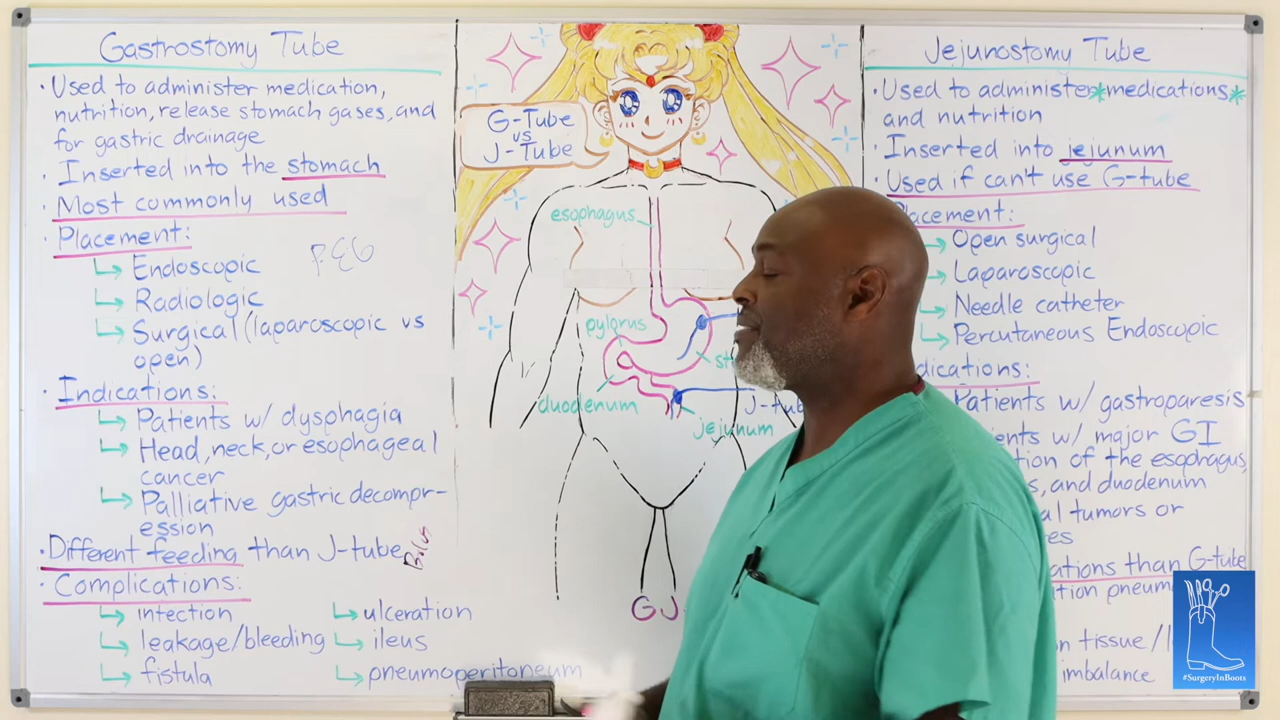 Gastrostomy Tube
· Used to administer medication,
nutrition, release stomach gases, and
for gastric drainage
· Inserted into the stomach
· Most commonly used
· Placement:
Endoscopic
PEG
Radiologic
Surgical (laparoscopic vs
open)
· Indications:
Patients w/ dysphagia
Head, neck, or esophageal
cancer
Palliative gastric decompr-
ession
· Different feeding than J-tube
Bolus
· Complications:
infection
ulceration
leakage/bleeding
ileus
fistula
pneumoperitoneum
G-Tube
vs
J-Tube
esophagus
pylorus
duodenum
jejunum
GJ
Jejunostomy Tube
· Used to administer *medications*
and nutrition
· Inserted into jejunum
· Used if can't use G-tube
Placement:
Open surgical
Laparoscopic
Needle catheter
Percutaneous Endoscopic
Patients w/ gastroparesis
w/ major GI
of the esophagus,
and duodenum
tumors or
than G-tube
tissue/
imbalance
#SurgeryInBoots